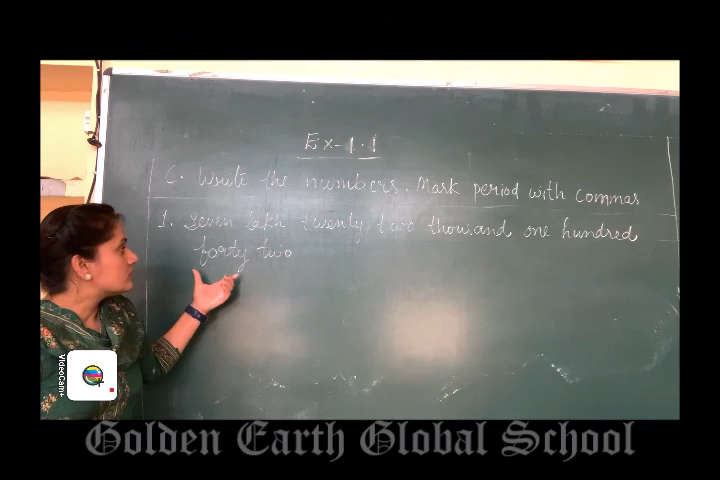 Ex-1.1
C. Write the numbers. Mark period with commas
1. Seven lakh twenty two thousand one hundred
forty two
VideoCam+
Golden Earth Global School